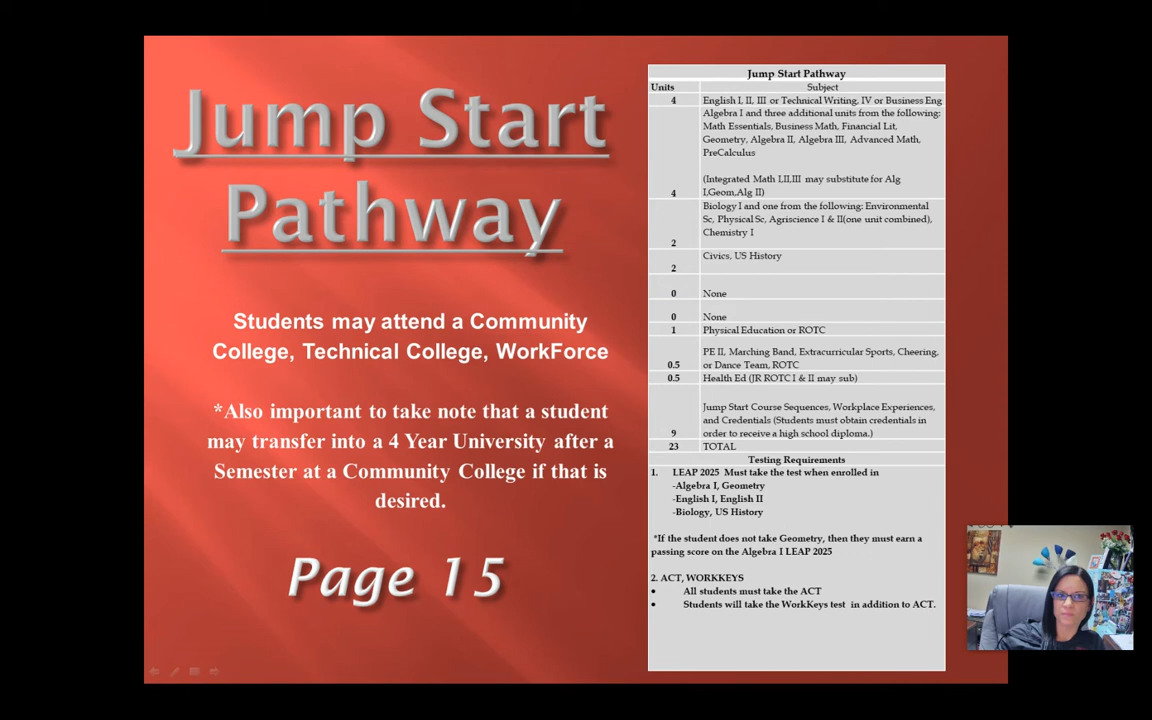 Jump Start
Pathway
Students may attend a Community
College, Technical College, WorkForce
*Also important to take note that a student
may transfer into a 4 Year University after a
Semester at a Community College if that is
desired.
Page 15
Jump Start Pathway
Units Subject
4 English I, II, III or Technical Writing, IV or Business Eng
Algebra I and three additional units from the following:
Math Essentials, Business Math, Financial Lit,
Geometry, Algebra II, Algebra III, Advanced Math,
PreCalculus
(Integrated Math I,II,III may substitute for Alg
4 I,Geom,Alg II)
Biology I and one from the following: Environmental
Sc, Physical Sc, Agriscience I & II(one unit combined),
Chemistry I
2
Civics, US History
2
0 None
0 None
1 Physical Education or ROTC
PE II, Marching Band, Extracurricular Sports, Cheering,
0.5 or Dance Team, ROTC
0.5 Health Ed (JR ROTC I & II may sub)
Jump Start Course Sequences, Workplace Experiences,
and Credentials (Students must obtain credentials in
9 order to receive a high school diploma.)
23 TOTAL
Testing Requirements
1. LEAP 2025 Must take the test when enrolled in
-Algebra I, Geometry
-English I, English II
-Biology, US History
*If the student does not take Geometry, then they must earn a
passing score on the Algebra I LEAP 2025
2. ACT, WORKKEYS
• All students must take the ACT
• Students will take the WorkKeys test in addition to ACT.